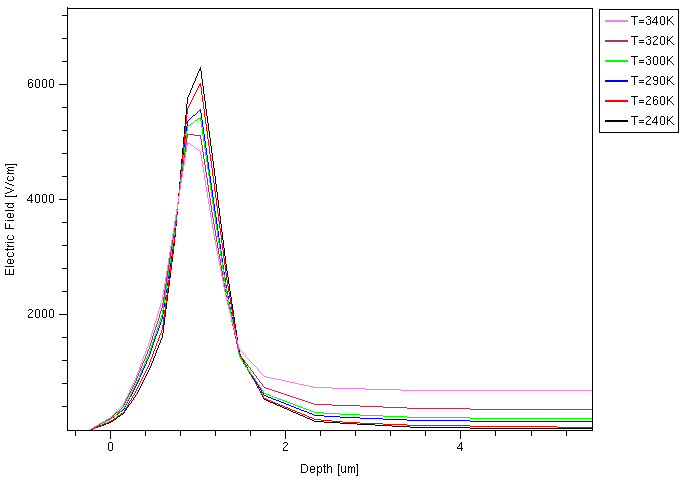 T=340K
T=320K
T=300K
T=290K
T=260K
T=240K
6000
4000
2000
Electric Field [V/cm]
0 2 4
Depth [um]